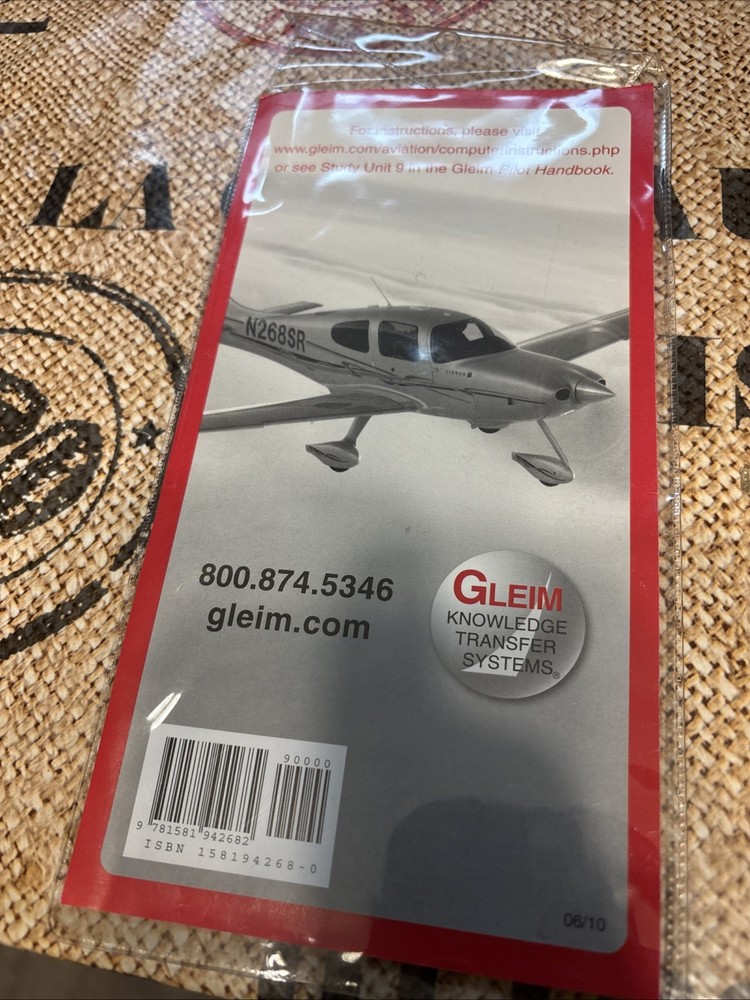 For instructions, please visit
www.gleim.com/aviation/computerinstructions.php
or see Study Unit 9 in the Gleim Pilot Handbook.
LA
N268SR
CIRRUS
800.874.5346
gleim.com
GLEIM
KNOWLEDGE
TRANSFER
SYSTEMS®
90000
9 781581 942682
ISBN 158194268-0
06/10